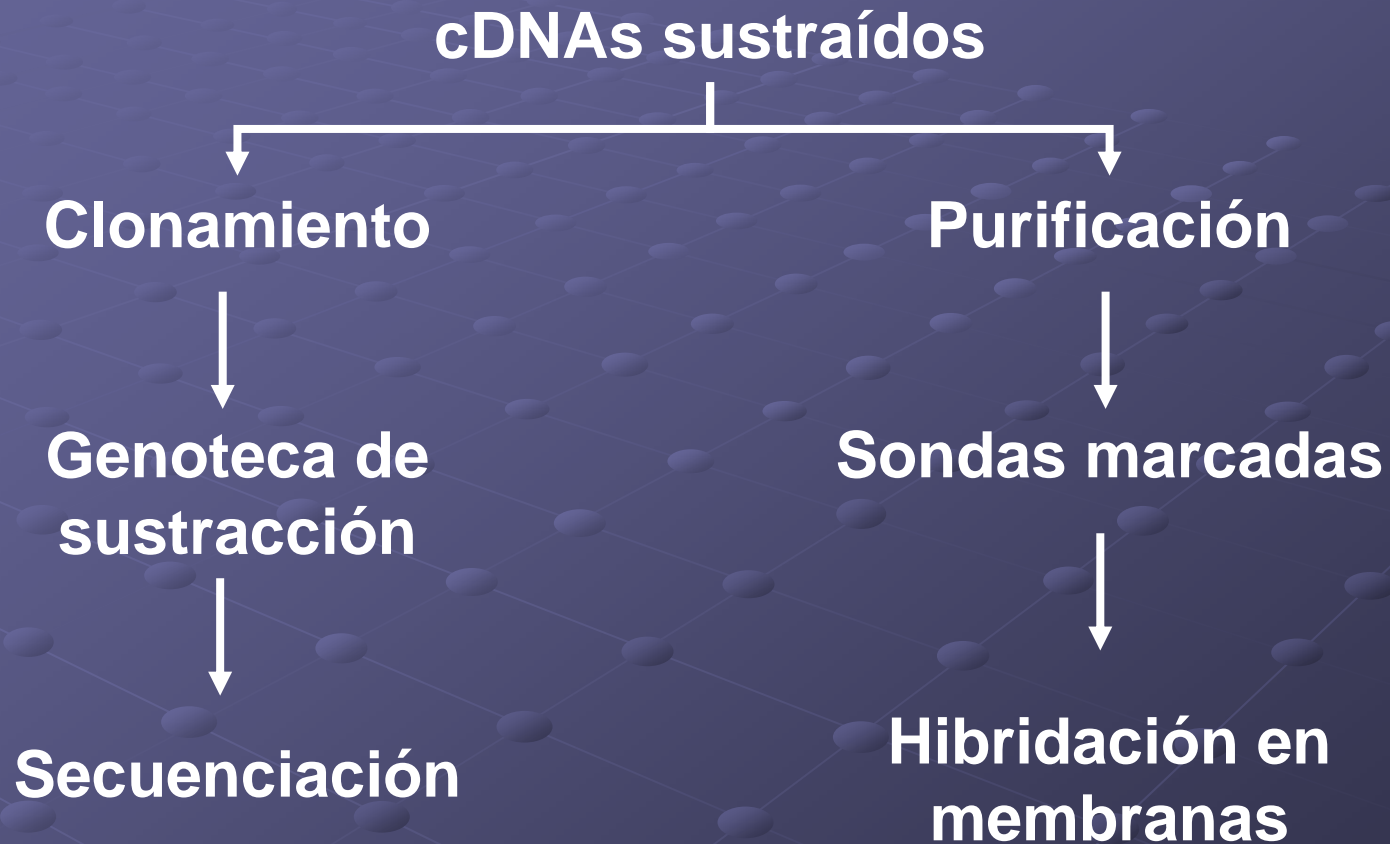 cDNAs sustraídos
Clonamiento
Purificación
Genoteca de
sustracción
Sondas marcadas
Secuenciación
Hibridación en
membranas